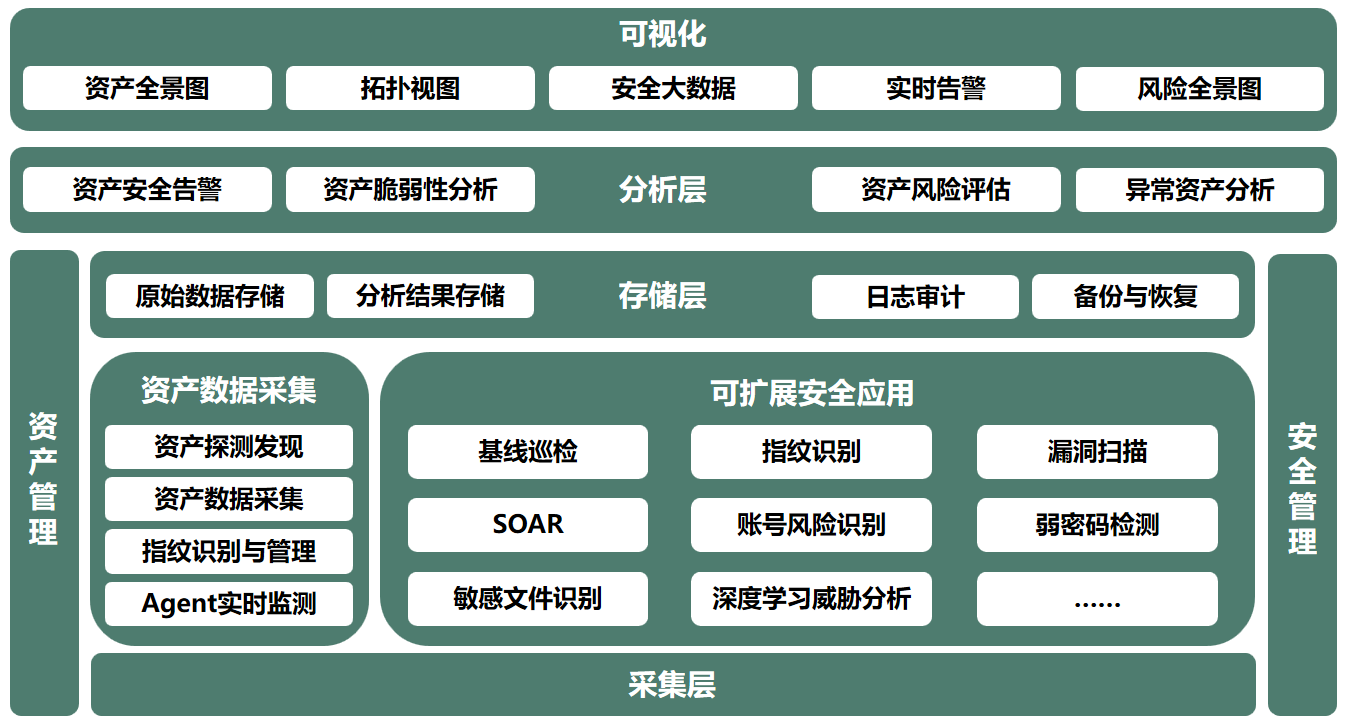 可视化
资产全景图
拓扑视图
安全大数据
实时告警
风险全景图
资产安全告警
资产脆弱性分析
分析层
资产风险评估
异常资产分析
资产管理
原始数据存储
分析结果存储
存储层
日志审计
备份与恢复
资产数据采集
资产探测发现
资产数据采集
指纹识别与管理
Agent实时监测
可扩展安全应用
基线巡检
指纹识别
漏洞扫描
SOAR
账号风险识别
弱密码检测
敏感文件识别
深度学习威胁分析
......
安全管理
采集层